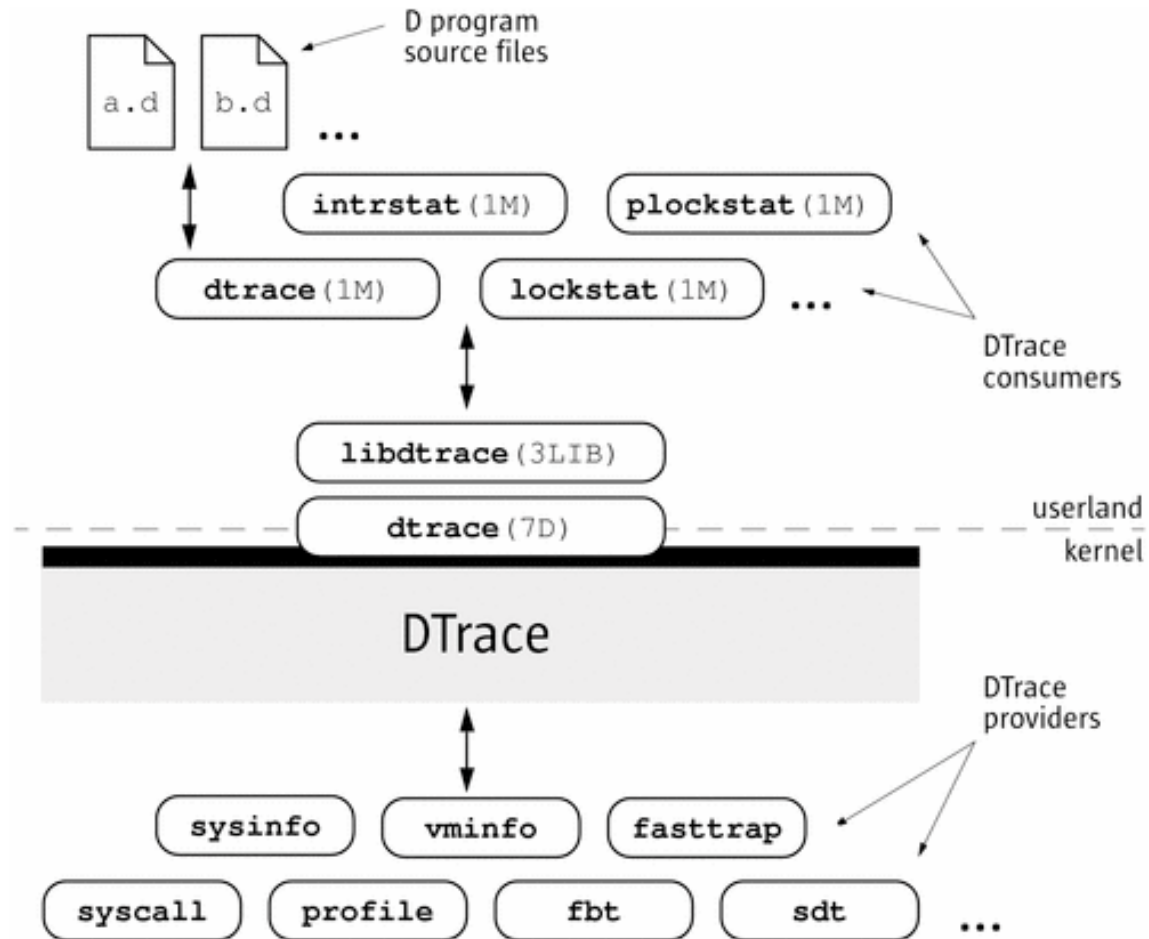 D program
source files
a.d
b.d
...
intrstat(1M)
plockstat(1M)
dtrace(1M)
lockstat(1M)
...
DTrace
consumers
libdtrace(3LIB)
dtrace(7D)
userland
kernel
DTrace
DTrace
providers
sysinfo
vminfo
fasttrap
syscall
profile
fbt
sdt
...